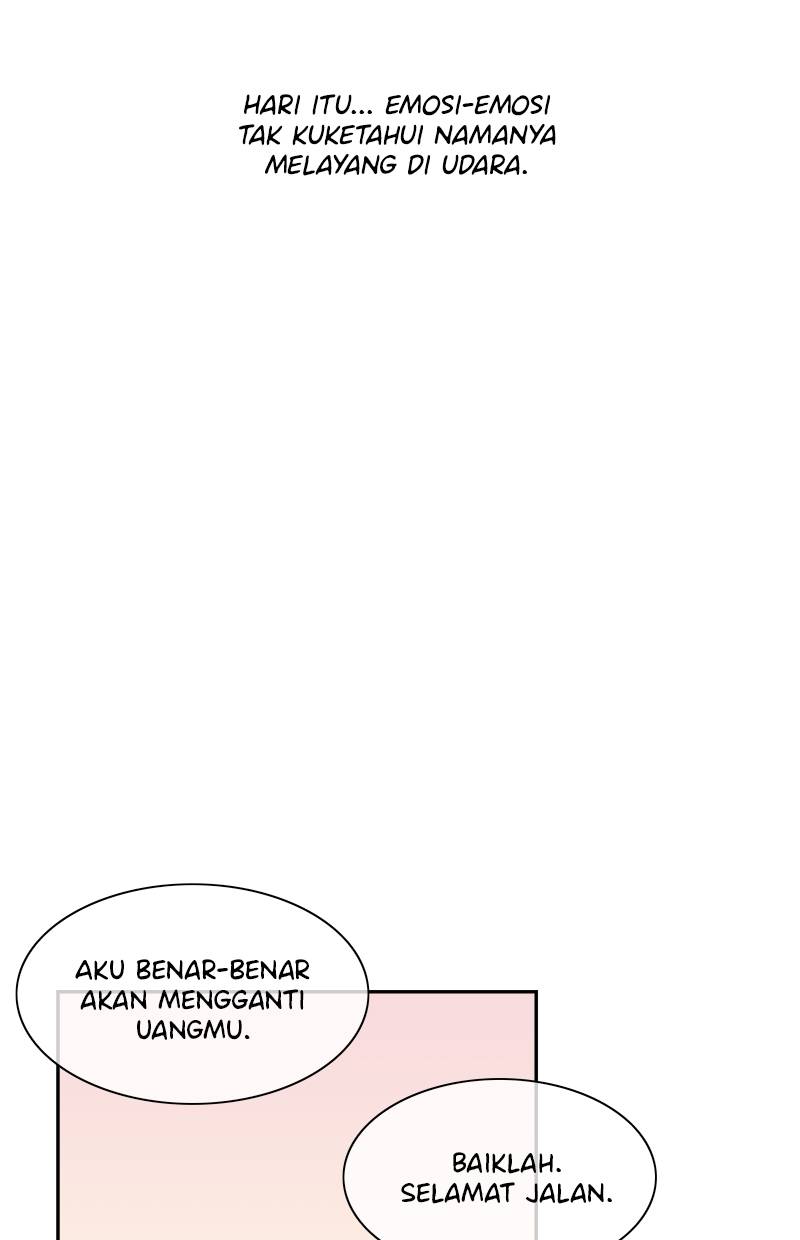 HARI ITU... EMOSI-EMOSI
TAK KUKETAHUI NAMANYA
MELAYANG DI UDARA.
AKU BENAR-BENAR
AKAN MENGGANTI
UANGMU.
BAIKLAH.
SELAMAT JALAN.